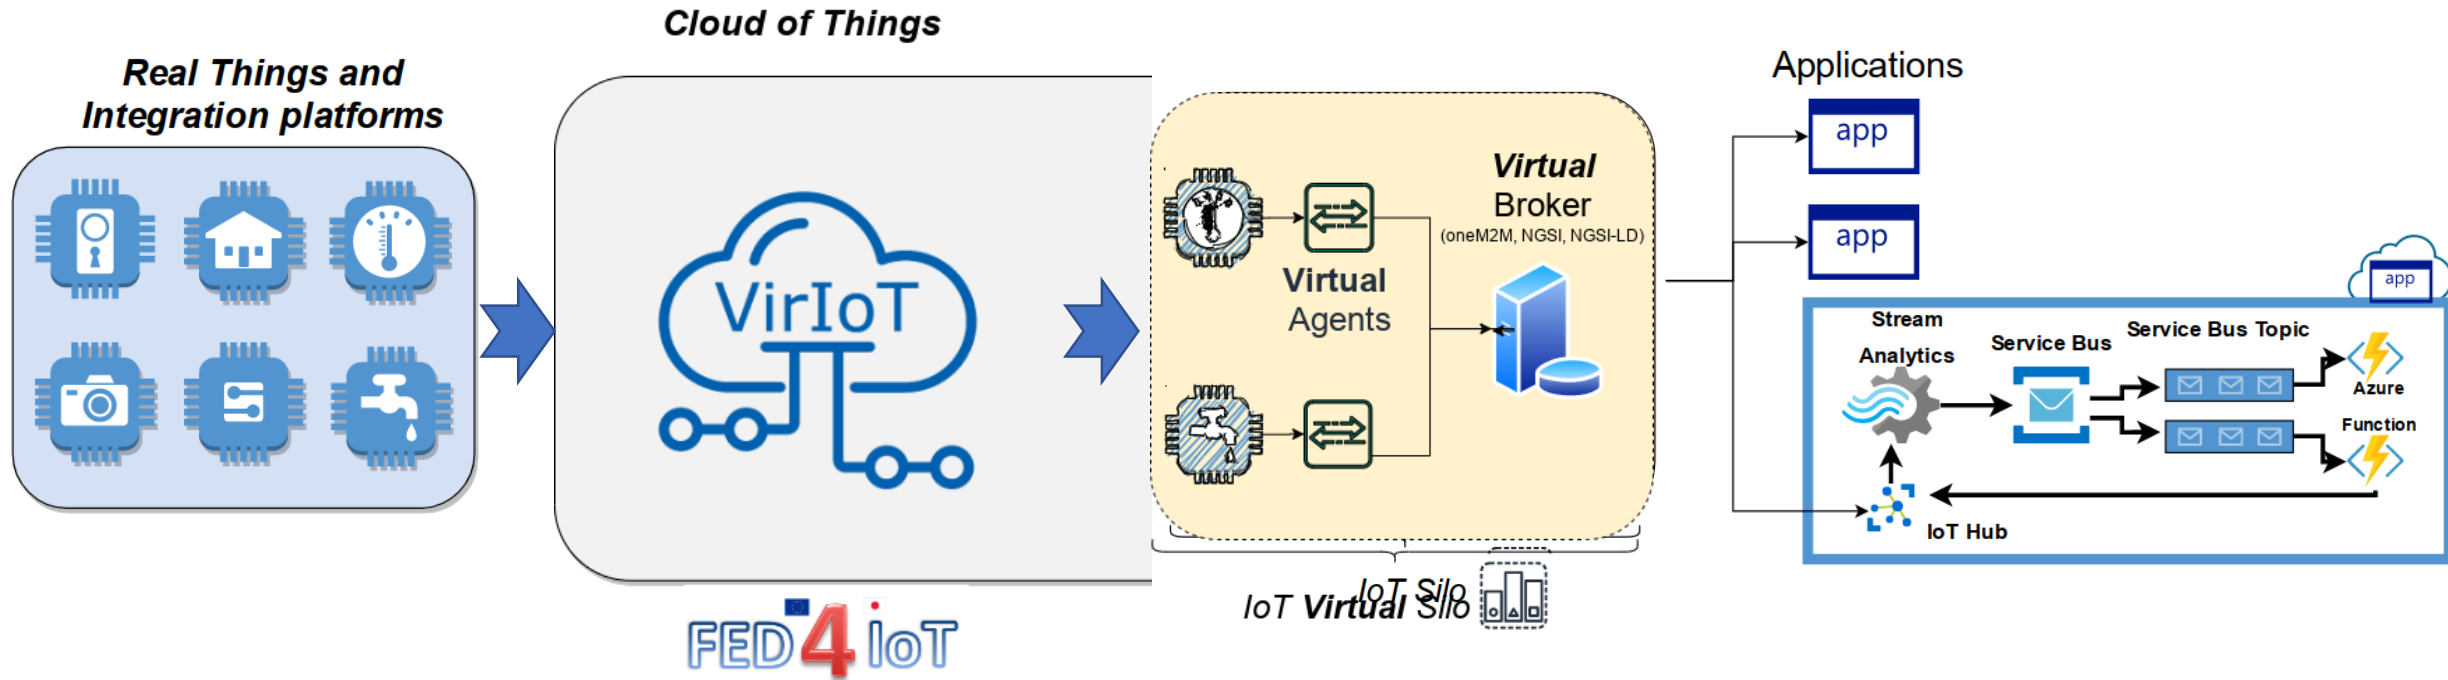 Cloud of Things
Real Things and
Integration platforms
VirIoT
FED4IoT
Virtual
Broker
(oneM2M, NGSI, NGSI-LD)
Virtual
Agents
IoT Silo
IoT Virtual Silo
Applications
app
app
app
Stream
Analytics
Service Bus
Service Bus Topic
Azure
Function
IoT Hub